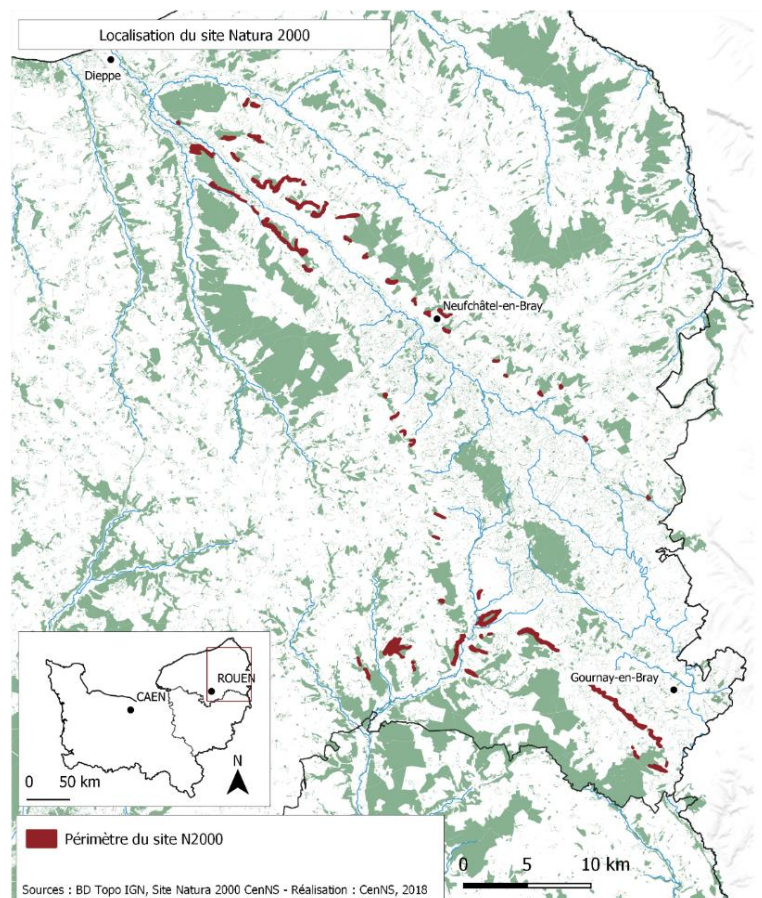 Localisation du site Natura 2000
Dieppe
Neufchâtel-en-Bray
Gournay-en-Bray
ROUEN
CAEN
N
0 50 km
Périmètre du site N2000
0 5 10 km
Sources : BD Topo IGN, Site Natura 2000 CenNS - Réalisation : CenNS, 2018